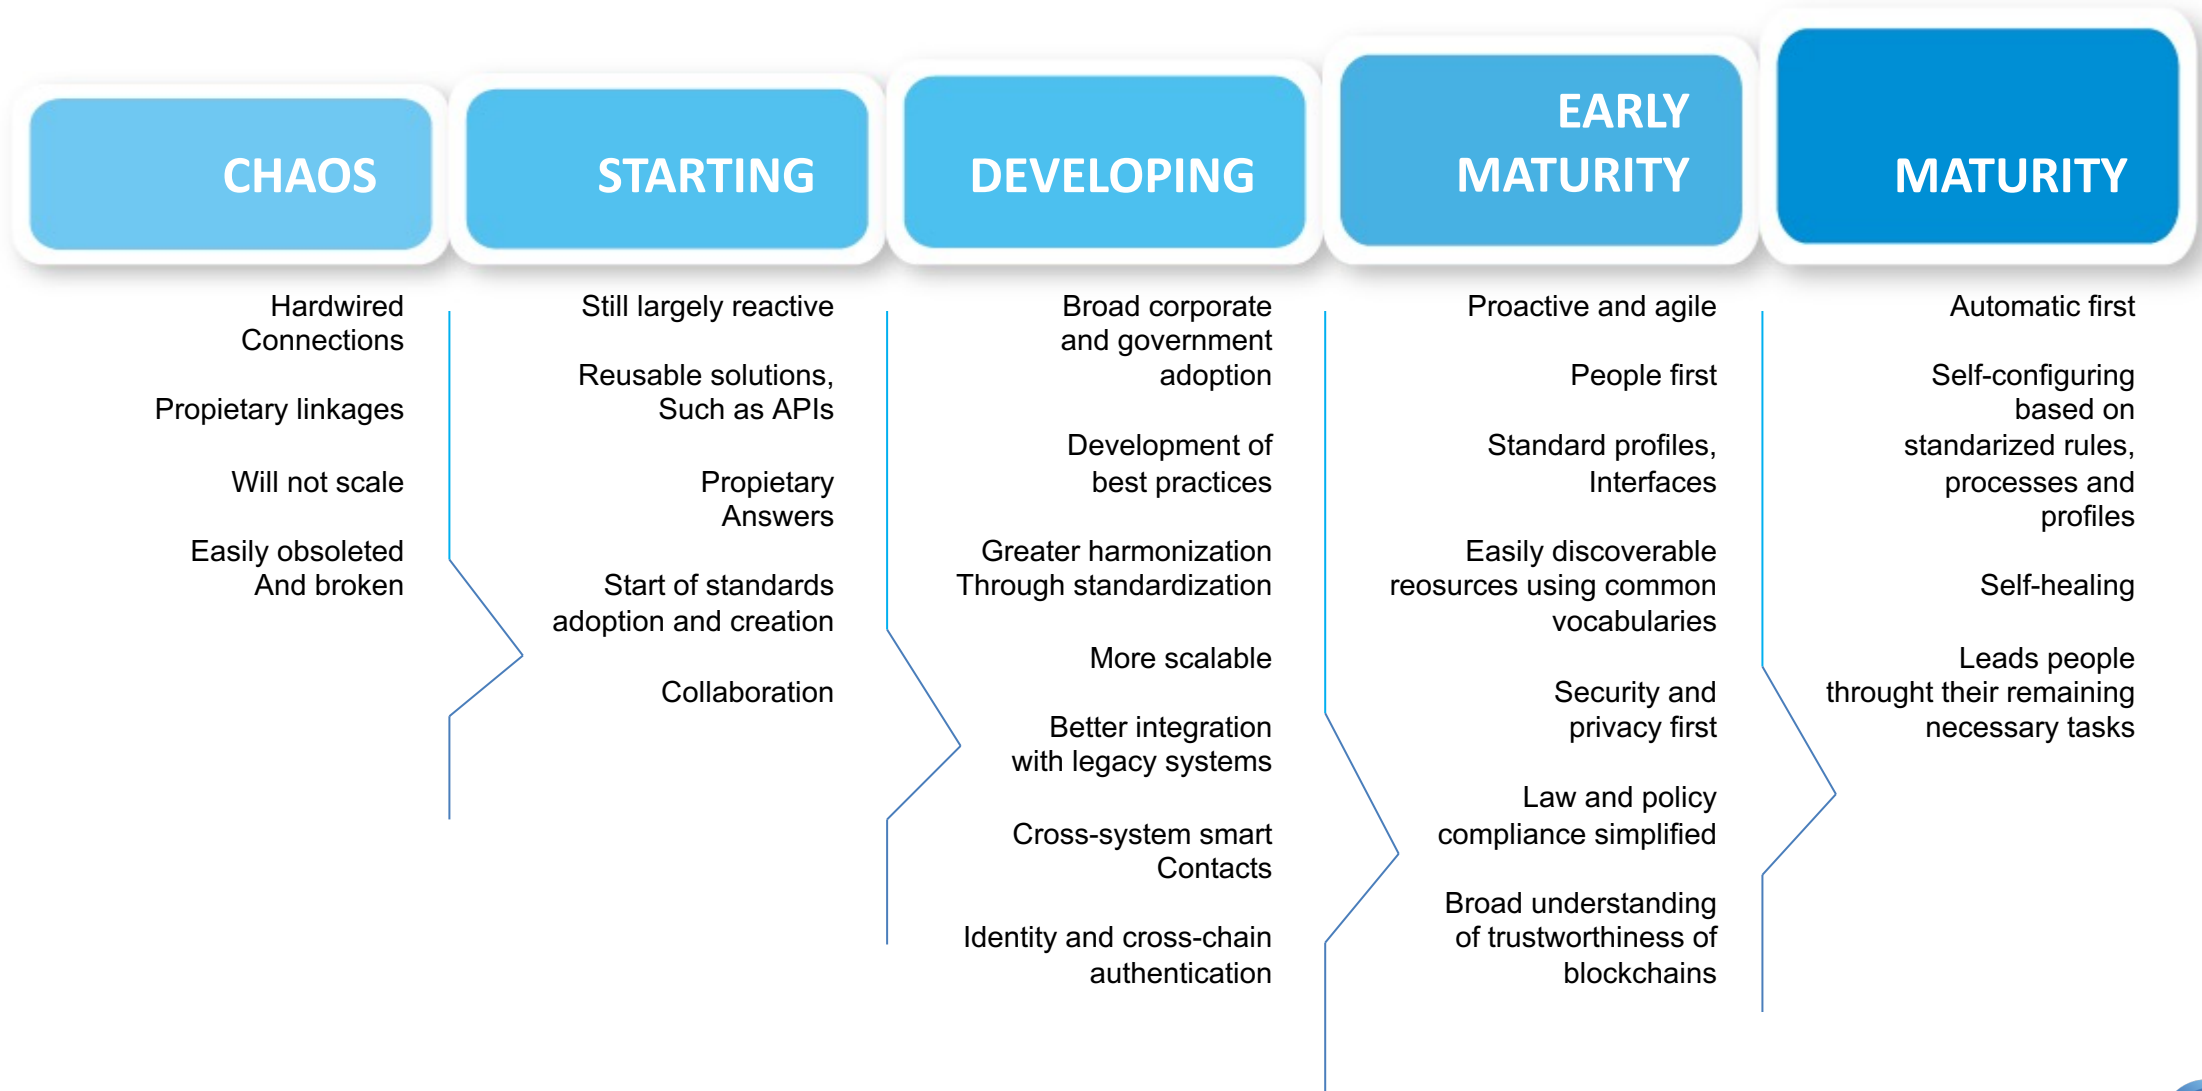 CHAOS
Hardwired
Connections
Propietary linkages
Will not scale
Easily obsoleted
And broken
STARTING
Still largely reactive
Reusable solutions,
Such as APIs
Propietary
Answers
Start of standards
adoption and creation
Collaboration
DEVELOPING
Broad corporate
and government
adoption
Development of
best practices
Greater harmonization
Through standardization
More scalable
Better integration
with legacy systems
Cross-system smart
Contacts
Identity and cross-chain
authentication
EARLY
MATURITY
Proactive and agile
People first
Standard profiles,
Interfaces
Easily discoverable
reosurces using common
vocabularies
Security and
privacy first
Law and policy
compliance simplified
Broad understanding
of trustworthiness of
blockchains
MATURITY
Automatic first
Self-configuring
based on
standarized rules,
processes and
profiles
Self-healing
Leads people
throught their remaining
necessary tasks